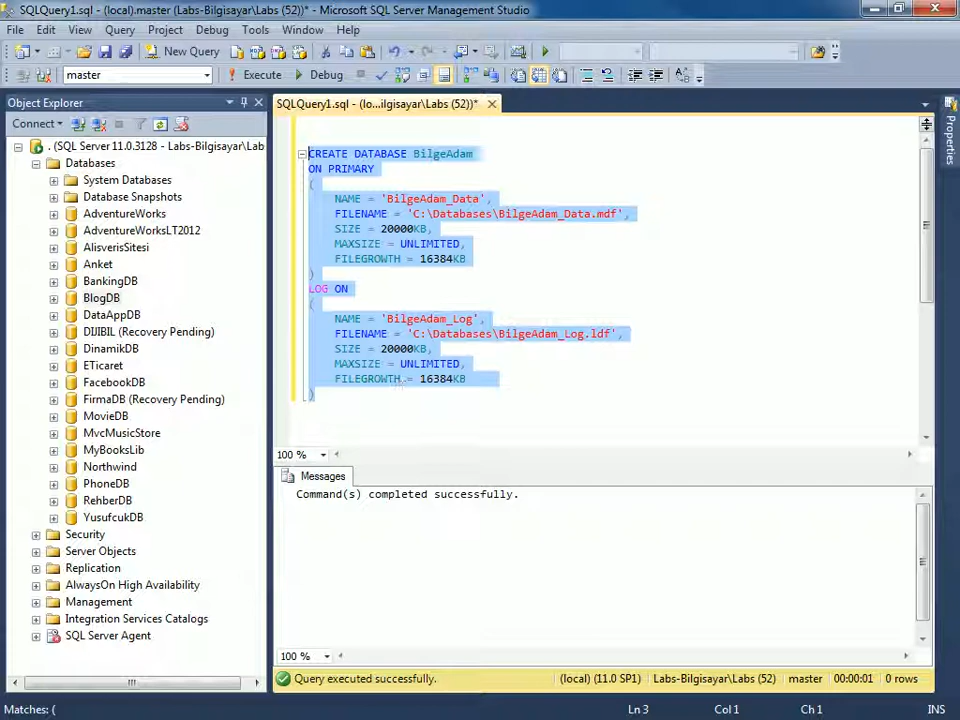 SQLQuery1.sql - (local).master (Labs-Bilgisayar\Labs (52))* - Microsoft SQL Server Management Studio
File Edit View Query Project Debug Tools Window Help
New Query
master Execute Debug
Object Explorer
SQLQuery1.sql - (lo...ilgisayar\Labs (52))*
Properties
Connect
. (SQL Server 11.0.3128 - Labs-Bilgisayar\Lab
Databases
System Databases
Database Snapshots
AdventureWorks
AdventureWorksLT2012
AlisverisSitesi
Anket
BankingDB
BlogDB
DataAppDB
DIJIBIL (Recovery Pending)
DinamikDB
ETicaret
FacebookDB
FirmaDB (Recovery Pending)
MovieDB
MvcMusicStore
MyBooksLib
Northwind
PhoneDB
RehberDB
YusufcukDB
Security
Server Objects
Replication
AlwaysOn High Availability
Management
Integration Services Catalogs
SQL Server Agent
CREATE DATABASE BilgeAdam
ON PRIMARY
(
NAME = 'BilgeAdam_Data',
FILENAME = 'C:\Databases\BilgeAdam_Data.mdf',
SIZE = 20000KB,
MAXSIZE = UNLIMITED,
FILEGROWTH = 16384KB
)
LOG ON
(
NAME = 'BilgeAdam_Log',
FILENAME = 'C:\Databases\BilgeAdam_Log.ldf',
SIZE = 20000KB,
MAXSIZE = UNLIMITED,
FILEGROWTH = 16384KB
)
100 %
Messages
Command(s) completed successfully.
100 %
Query executed successfully. (local) (11.0 SP1) Labs-Bilgisayar\Labs (52) master 00:00:01 0 rows
Matches: ( Ln 3 Col 1 Ch 1 INS